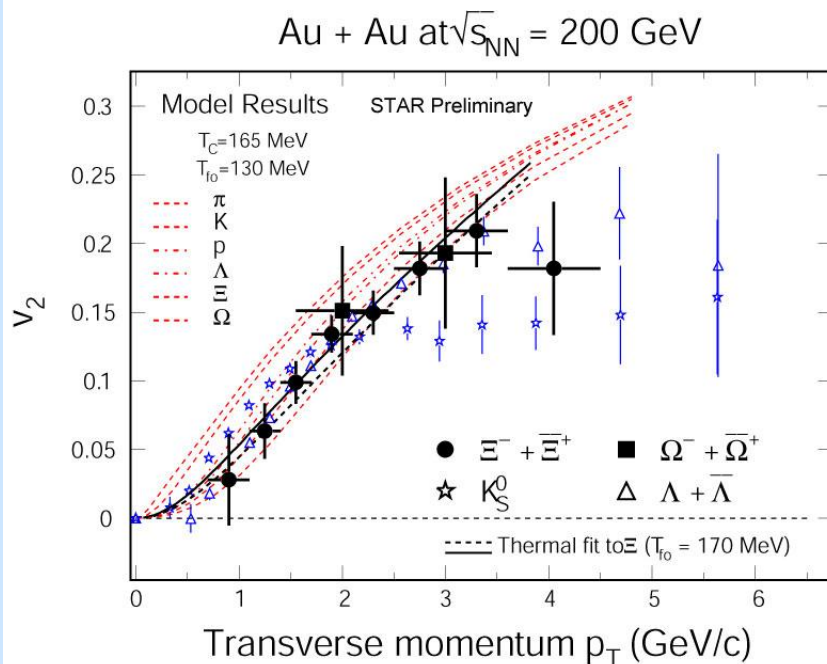 Au + Au at √s_NN = 200 GeV
Model Results
STAR Preliminary
T_C=165 MeV
T_fo=130 MeV
π
K
p
Λ
Ξ
Ω
v_2
0.3
0.25
0.2
0.15
0.1
0.05
0
Ξ⁻ + Ξ̅⁺
Ω⁻ + Ω̅⁺
K⁰_S
Λ + Λ̅
Thermal fit to Ξ (T_fo = 170 MeV)
0 1 2 3 4 5 6
Transverse momentum p_T (GeV/c)